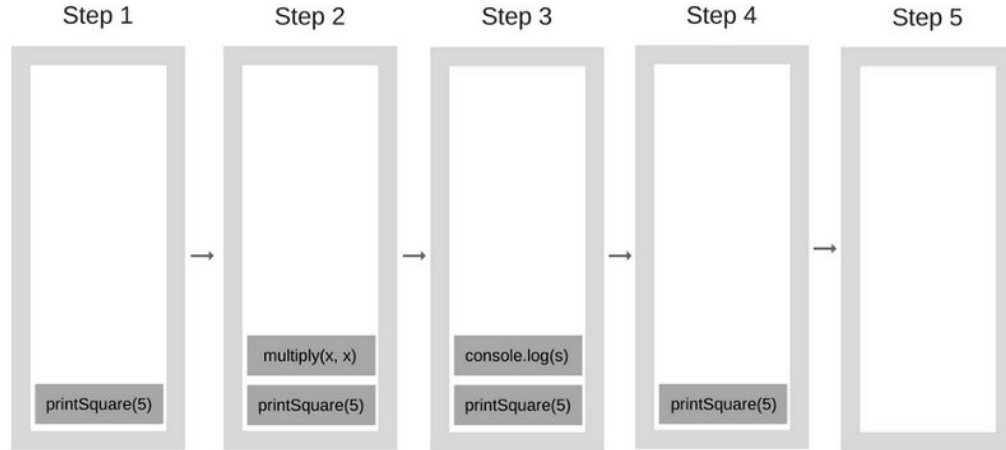 Step 1
Step 2
Step 3
Step 4
Step 5
multiply(x, x)
console.log(s)
printSquare(5)
printSquare(5)
printSquare(5)
printSquare(5)